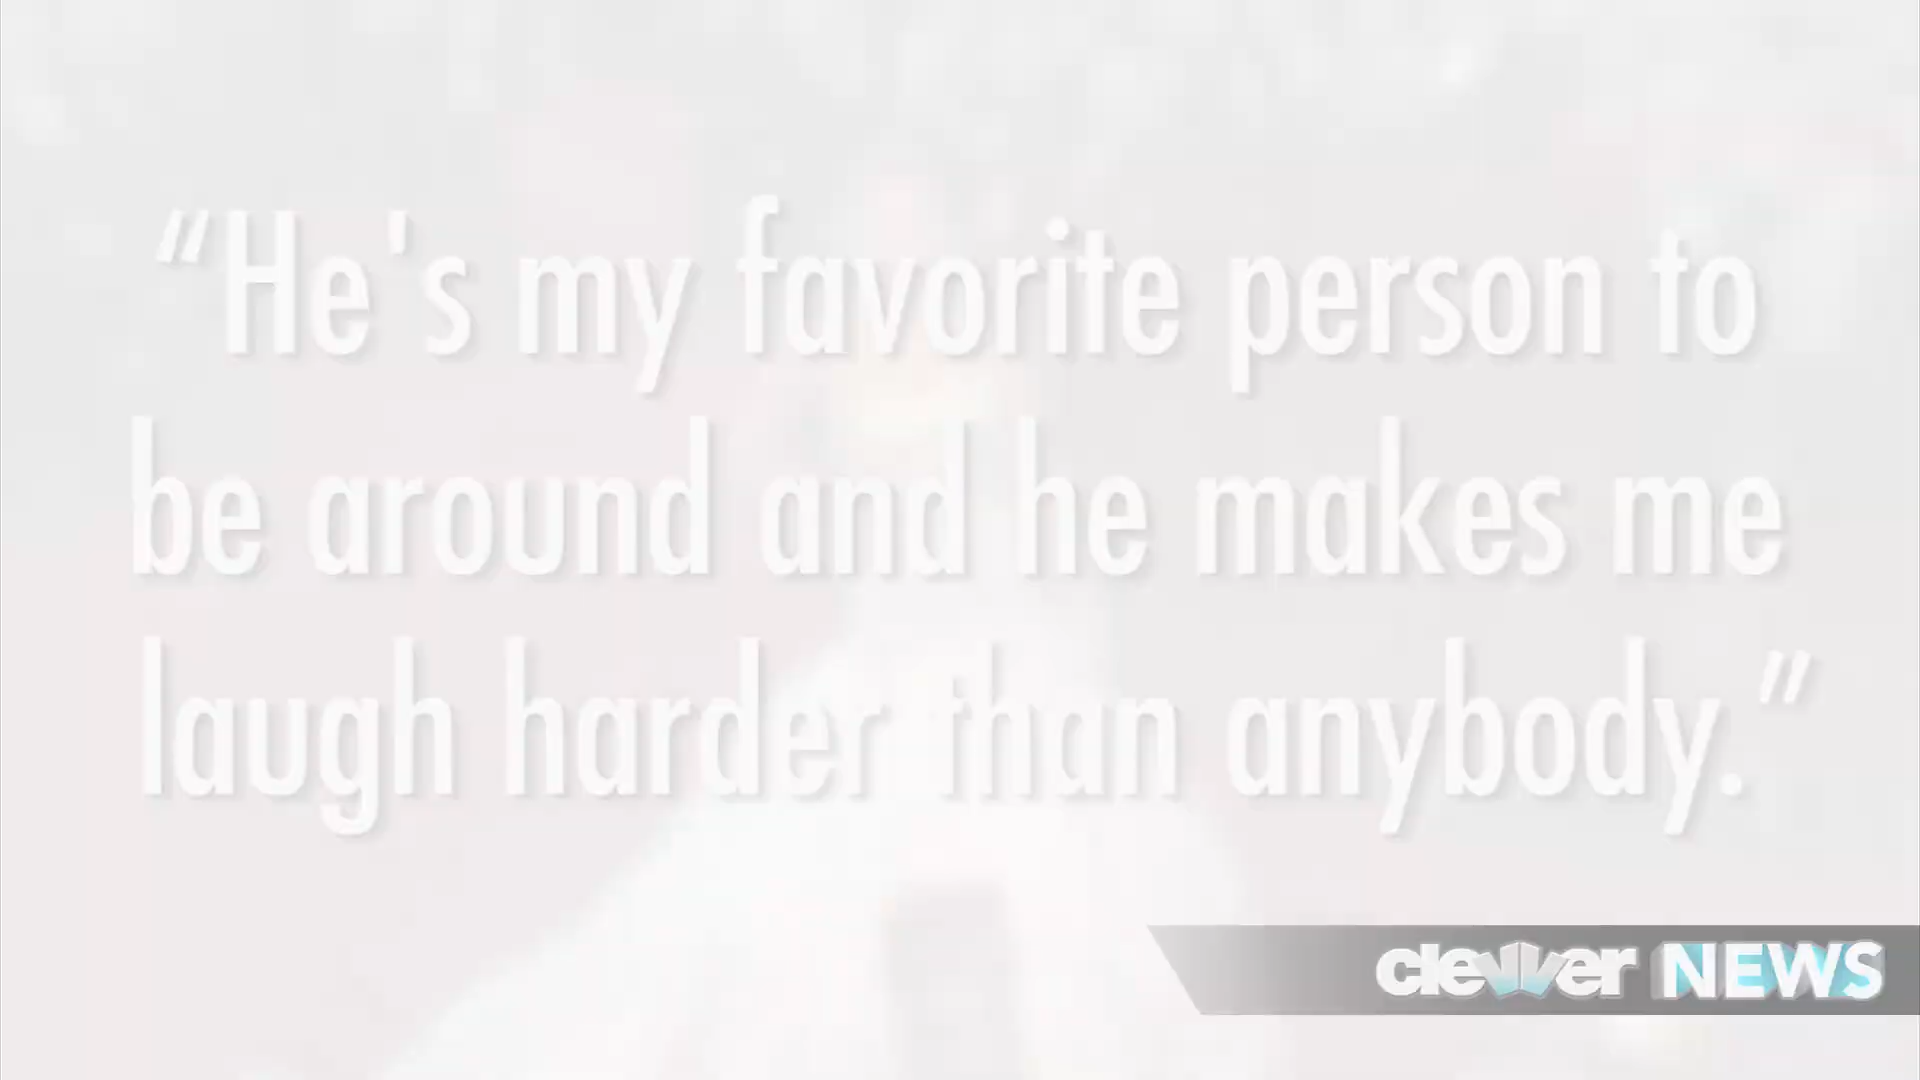 “He's my favorite person to
be around and he makes me
laugh harder than anybody.”
clevver NEWS